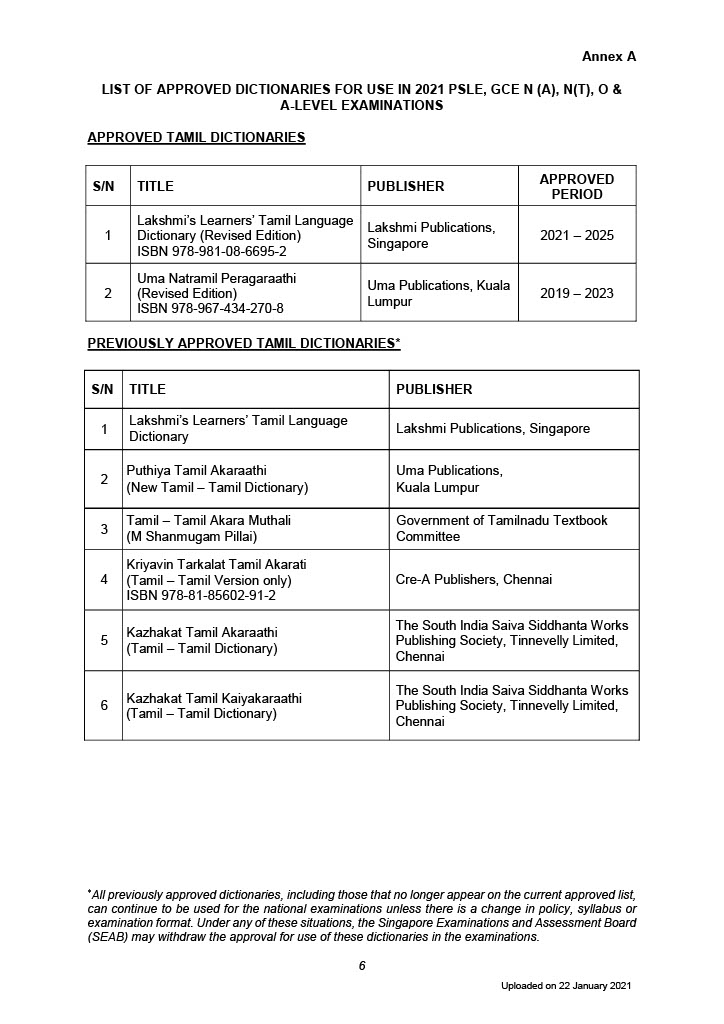 Annex A
LIST OF APPROVED DICTIONARIES FOR USE IN 2021 PSLE, GCE N (A), N(T), O &
A-LEVEL EXAMINATIONS
APPROVED TAMIL DICTIONARIES
S/N TITLE PUBLISHER APPROVED
PERIOD
1 Lakshmi's Learners' Tamil Language
Dictionary (Revised Edition)
ISBN 978-981-08-6695-2
Lakshmi Publications,
Singapore
2021 – 2025
2 Uma Natramil Peragaraathi
(Revised Edition)
ISBN 978-967-434-270-8
Uma Publications, Kuala
Lumpur
2019 – 2023
PREVIOUSLY APPROVED TAMIL DICTIONARIES*
S/N TITLE PUBLISHER
1 Lakshmi's Learners' Tamil Language
Dictionary
Lakshmi Publications, Singapore
2 Puthiya Tamil Akaraathi
(New Tamil – Tamil Dictionary)
Uma Publications,
Kuala Lumpur
3 Tamil – Tamil Akara Muthali
(M Shanmugam Pillai)
Government of Tamilnadu Textbook
Committee
4 Kriyavin Tarkalat Tamil Akarati
(Tamil – Tamil Version only)
ISBN 978-81-85602-91-2
Cre-A Publishers, Chennai
5 Kazhakat Tamil Akaraathi
(Tamil – Tamil Dictionary)
The South India Saiva Siddhanta Works
Publishing Society, Tinnevelly Limited,
Chennai
6 Kazhakat Tamil Kaiyakaraathi
(Tamil – Tamil Dictionary)
The South India Saiva Siddhanta Works
Publishing Society, Tinnevelly Limited,
Chennai
*All previously approved dictionaries, including those that no longer appear on the current approved list,
can continue to be used for the national examinations unless there is a change in policy, syllabus or
examination format. Under any of these situations, the Singapore Examinations and Assessment Board
(SEAB) may withdraw the approval for use of these dictionaries in the examinations.
6
Uploaded on 22 January 2021